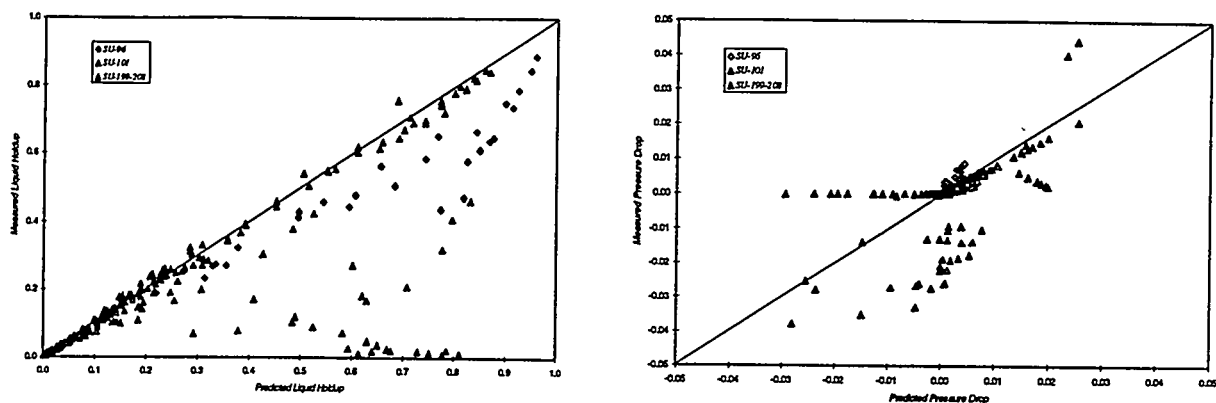 1.0
0.8
0.6
0.4
0.2
0.0
Measured Liquid Holdup
SU-96
SU-101
SU-199-201
0.0 0.1 0.2 0.3 0.4 0.5 0.6 0.7 0.8 0.9 1.0
Predicted Liquid Holdup
0.05
0.04
0.03
0.02
0.01
0.00
-0.01
-0.02
-0.03
-0.04
-0.05
Measured Pressure Drop
SU-96
SU-101
SU-199-201
-0.05 -0.04 -0.03 -0.02 -0.01 0.00 0.01 0.02 0.03 0.04 0.05
Predicted Pressure Drop